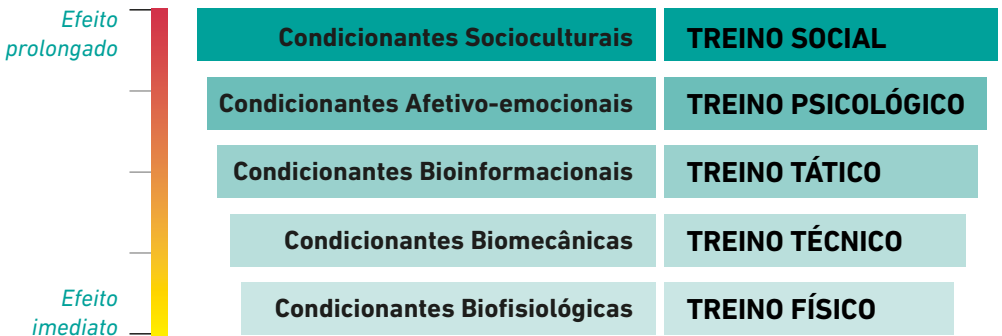 Efeito
prolongado
Condicionantes Socioculturais TREINO SOCIAL
Condicionantes Afetivo-emocionais TREINO PSICOLÓGICO
Condicionantes Bioinformacionais TREINO TÁTICO
Condicionantes Biomecânicas TREINO TÉCNICO
Condicionantes Biofisiológicas TREINO FÍSICO
Efeito
imediato